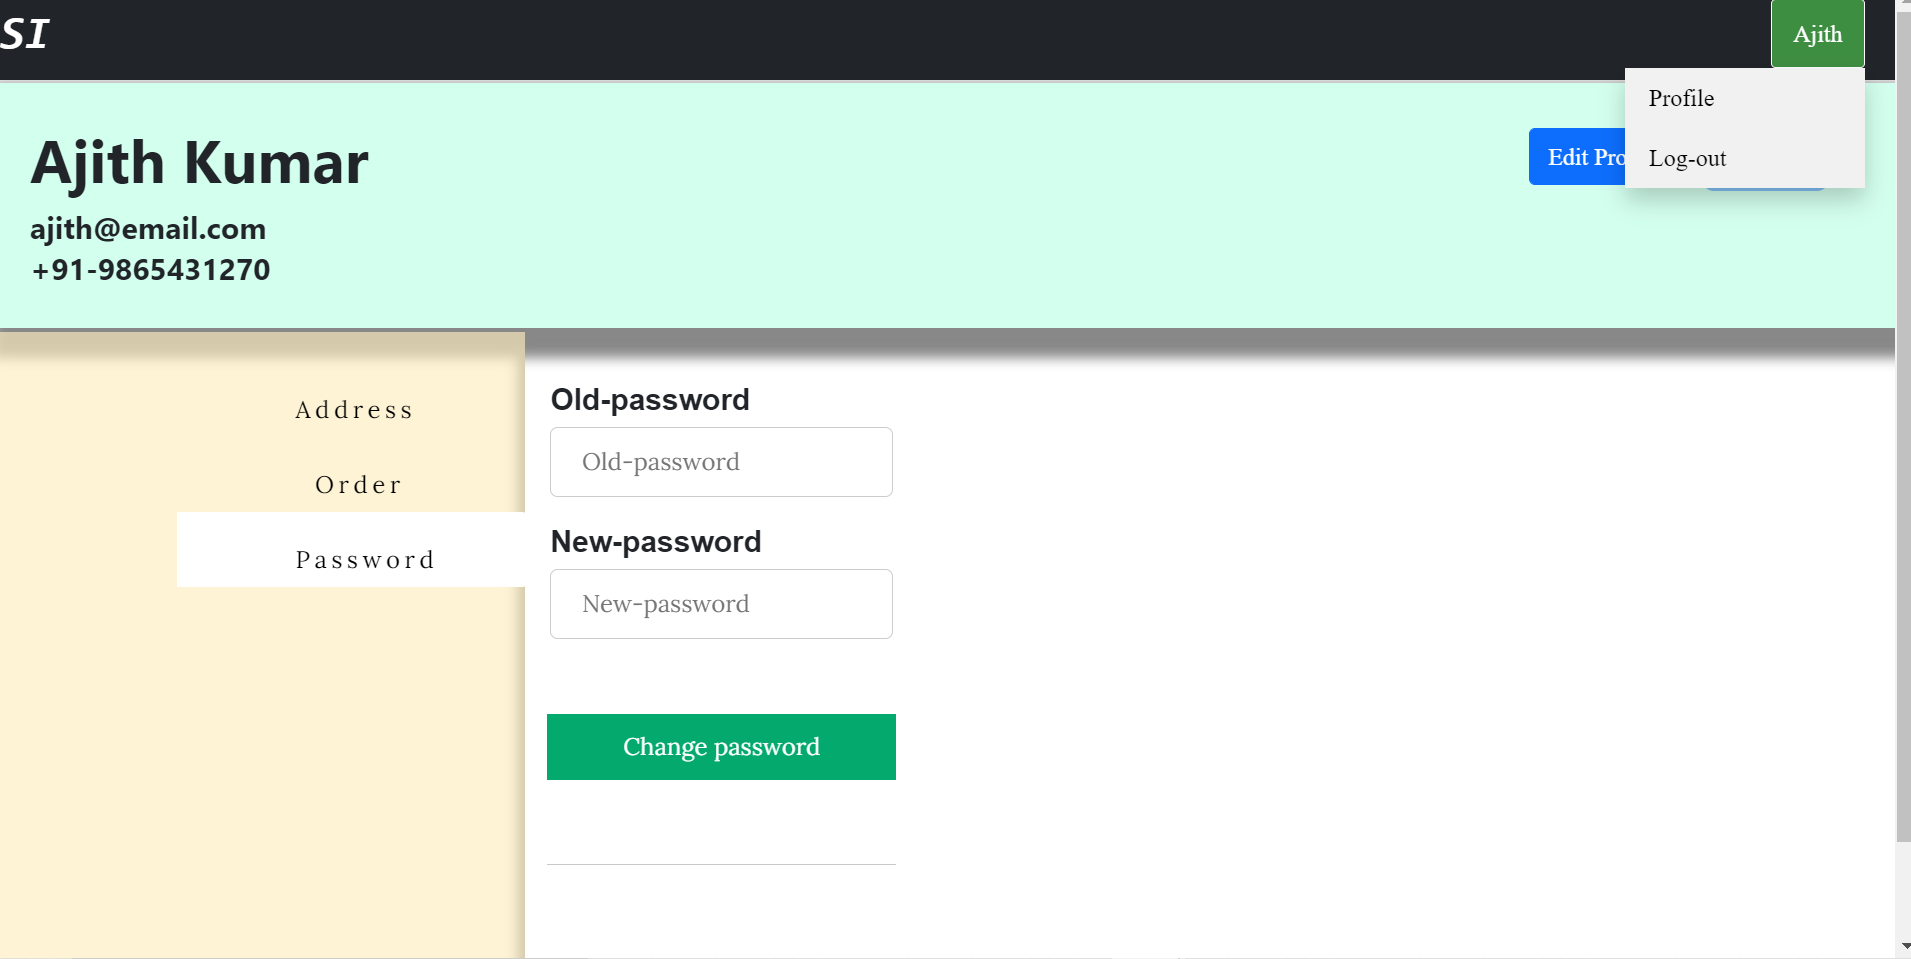 SI
Ajith
Profile
Log-out
Edit Pro
Ajith Kumar
ajith@email.com
+91-9865431270
Address
Order
Password
Old-password
Old-password
New-password
New-password
Change password